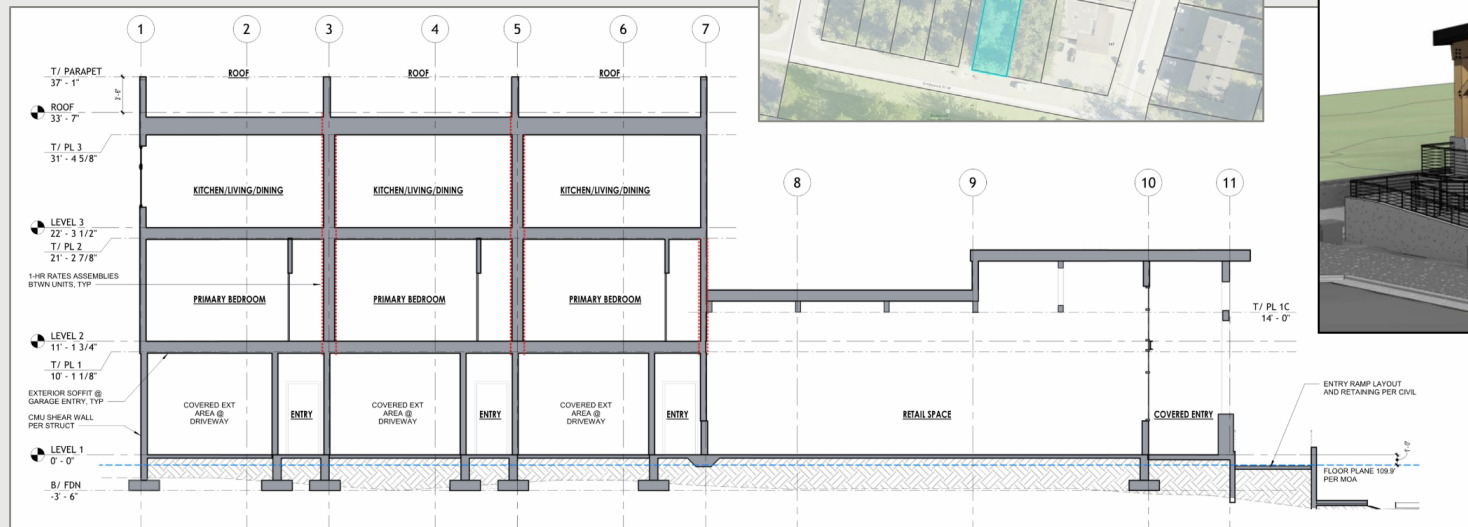 1
2
3
4
5
6
7
T/ PARAPET
37' - 1"
3'-6"
ROOF
ROOF
ROOF
ROOF
33' - 7"
T/ PL 3
31' - 4 5/8"
KITCHEN/LIVING/DINING
KITCHEN/LIVING/DINING
KITCHEN/LIVING/DINING
8
9
10
11
LEVEL 3
22' - 3 1/2"
T/ PL 2
21' - 2 7/8"
1-HR RATES ASSEMBLIES
BTWN UNITS, TYP
PRIMARY BEDROOM
PRIMARY BEDROOM
PRIMARY BEDROOM
T/ PL 1C
14' - 0"
LEVEL 2
11' - 1 3/4"
T/ PL 1
10' - 1 1/8"
EXTERIOR SOFFIT @
GARAGE ENTRY, TYP
CMU SHEAR WALL
PER STRUCT
COVERED EXT
AREA @
DRIVEWAY
ENTRY
COVERED EXT
AREA @
DRIVEWAY
ENTRY
COVERED EXT
AREA @
DRIVEWAY
ENTRY
RETAIL SPACE
COVERED ENTRY
ENTRY RAMP LAYOUT
AND RETAINING PER CIVIL
LEVEL 1
0' - 0"
1'-0"
FLOOR PLANE 109.9'
PER MOA
B/ FDN
-3' - 6"